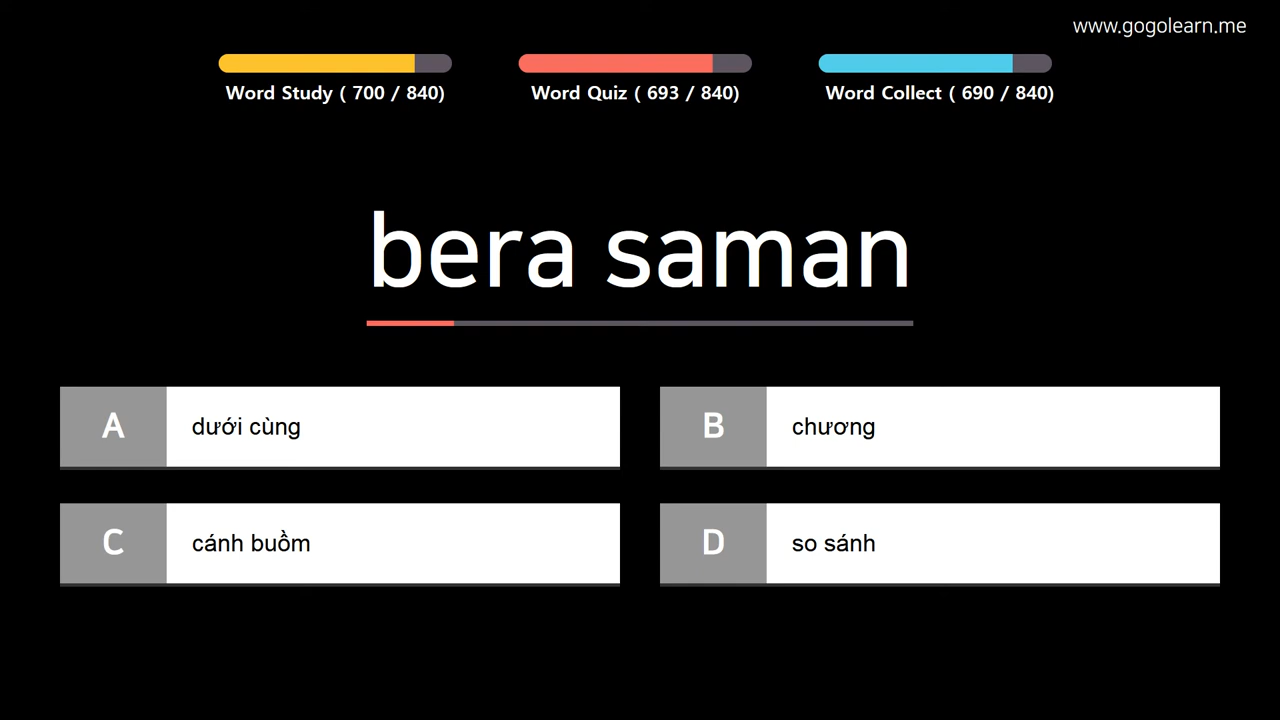 www.gogolearn.me
Word Study ( 700 / 840)
Word Quiz ( 693 / 840)
Word Collect ( 690 / 840)
bera saman
A
dưới cùng
B
chương
C
cánh buồm
D
so sánh